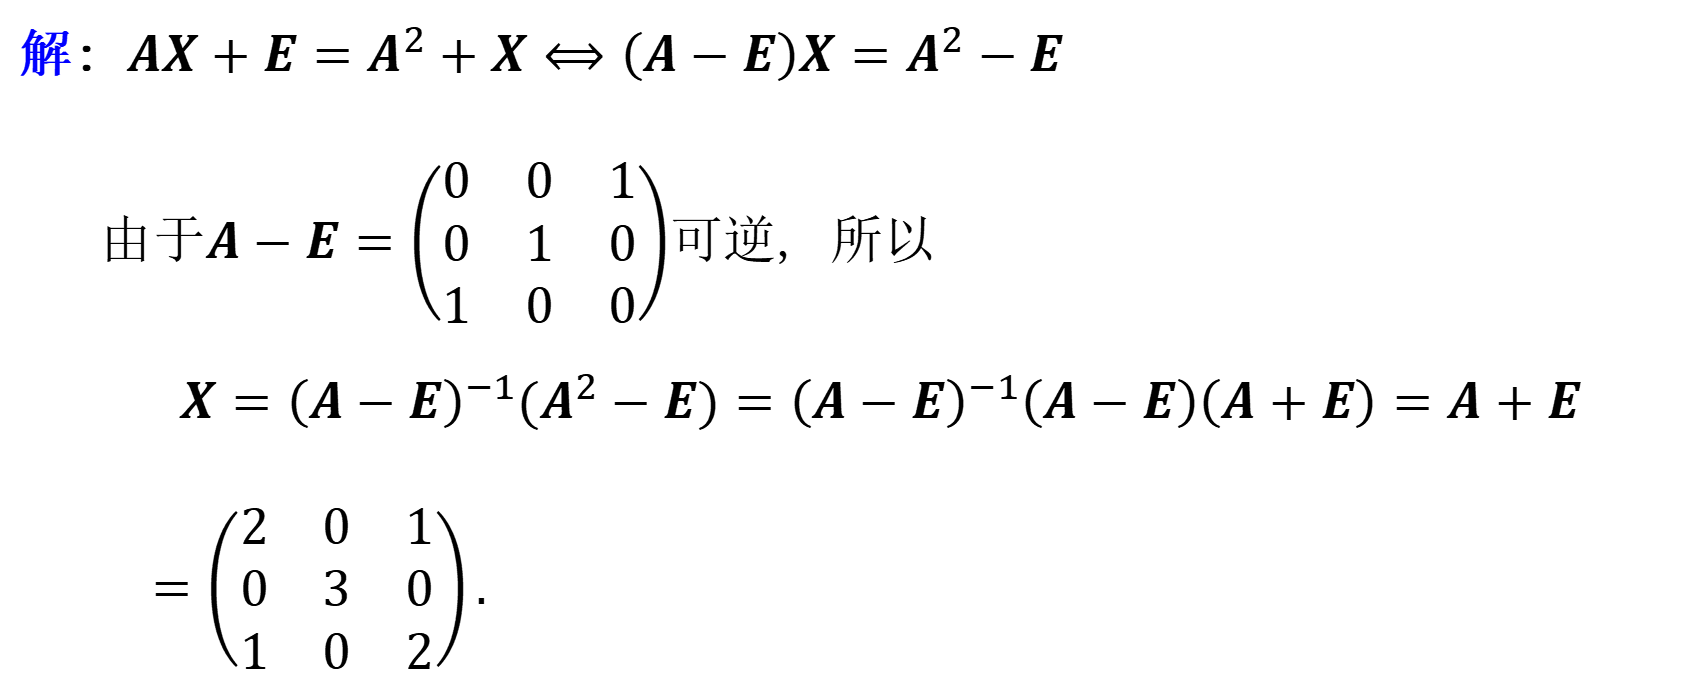 解: AX + E = A² + X ⟺ (A − E)X = A² − E
由于A − E = (0 0 1
0 1 0
1 0 0)可逆, 所以
X = (A − E)⁻¹(A² − E) = (A − E)⁻¹(A − E)(A + E) = A + E
= (2 0 1
0 3 0
1 0 2).